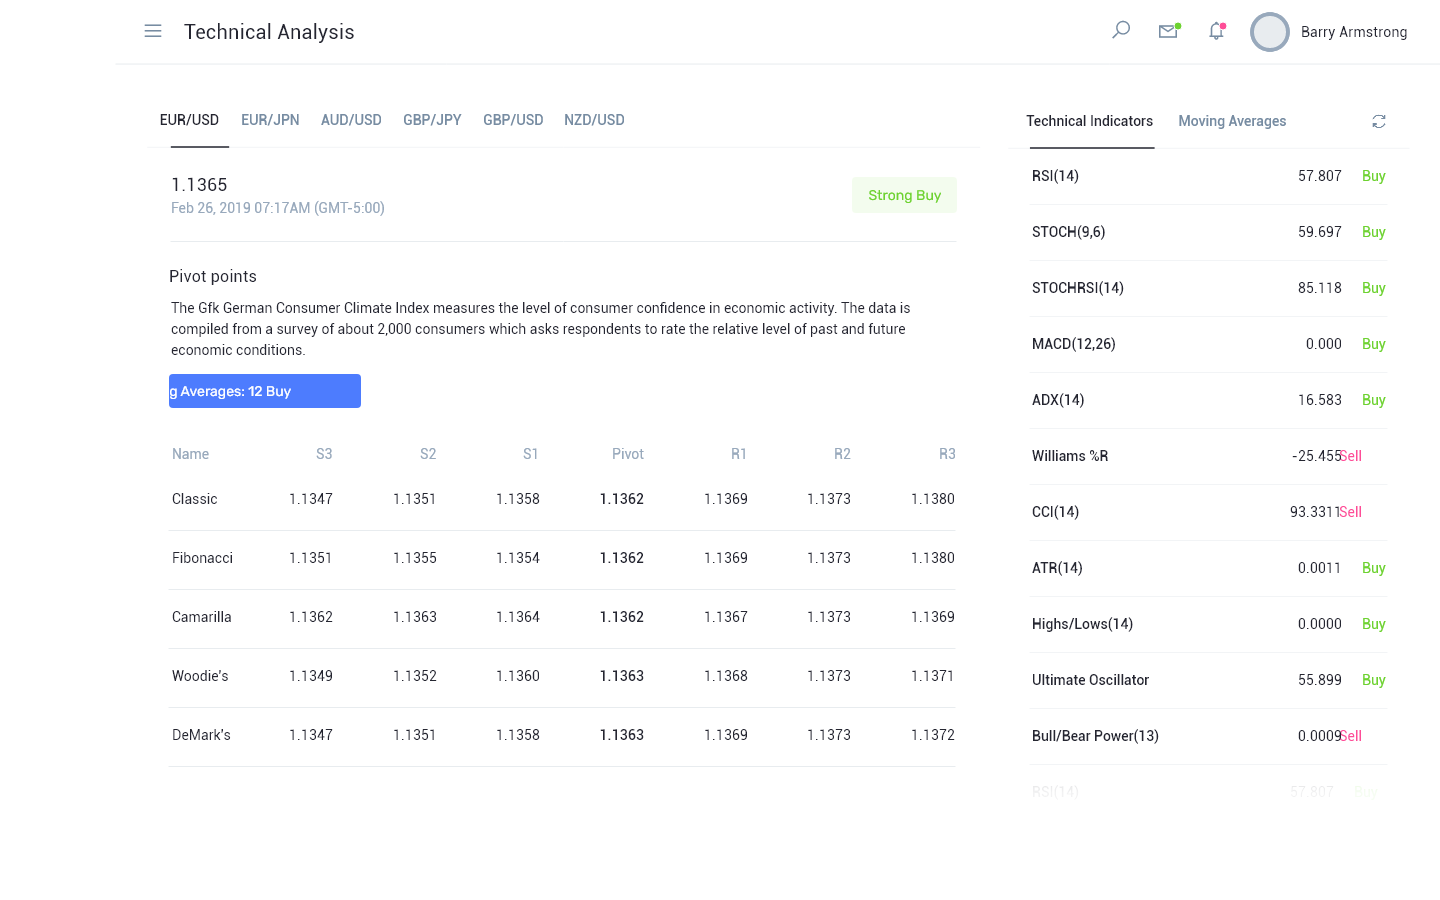 Technical Analysis
Barry Armstrong
EUR/USD EUR/JPN AUD/USD GBP/JPY GBP/USD NZD/USD
1.1365
Feb 26, 2019 07:17AM (GMT-5:00)
Strong Buy
Pivot points
The Gfk German Consumer Climate Index measures the level of consumer confidence in economic activity. The data is
compiled from a survey of about 2,000 consumers which asks respondents to rate the relative level of past and future
economic conditions.
g Averages: 12 Buy
Name S3 S2 S1 Pivot R1 R2 R3
Classic 1.1347 1.1351 1.1358 1.1362 1.1369 1.1373 1.1380
Fibonacci 1.1351 1.1355 1.1354 1.1362 1.1369 1.1373 1.1380
Camarilla 1.1362 1.1363 1.1364 1.1362 1.1367 1.1373 1.1369
Woodie's 1.1349 1.1352 1.1360 1.1363 1.1368 1.1373 1.1371
DeMark's 1.1347 1.1351 1.1358 1.1363 1.1369 1.1373 1.1372
Technical Indicators Moving Averages
RSI(14) 57.807 Buy
STOCH(9,6) 59.697 Buy
STOCHRSI(14) 85.118 Buy
MACD(12,26) 0.000 Buy
ADX(14) 16.583 Buy
Williams %R -25.455 Sell
CCI(14) 93.3311 Sell
ATR(14) 0.0011 Buy
Highs/Lows(14) 0.0000 Buy
Ultimate Oscillator 55.899 Buy
Bull/Bear Power(13) 0.0009 Sell
RSI(14) 57.807 Buy